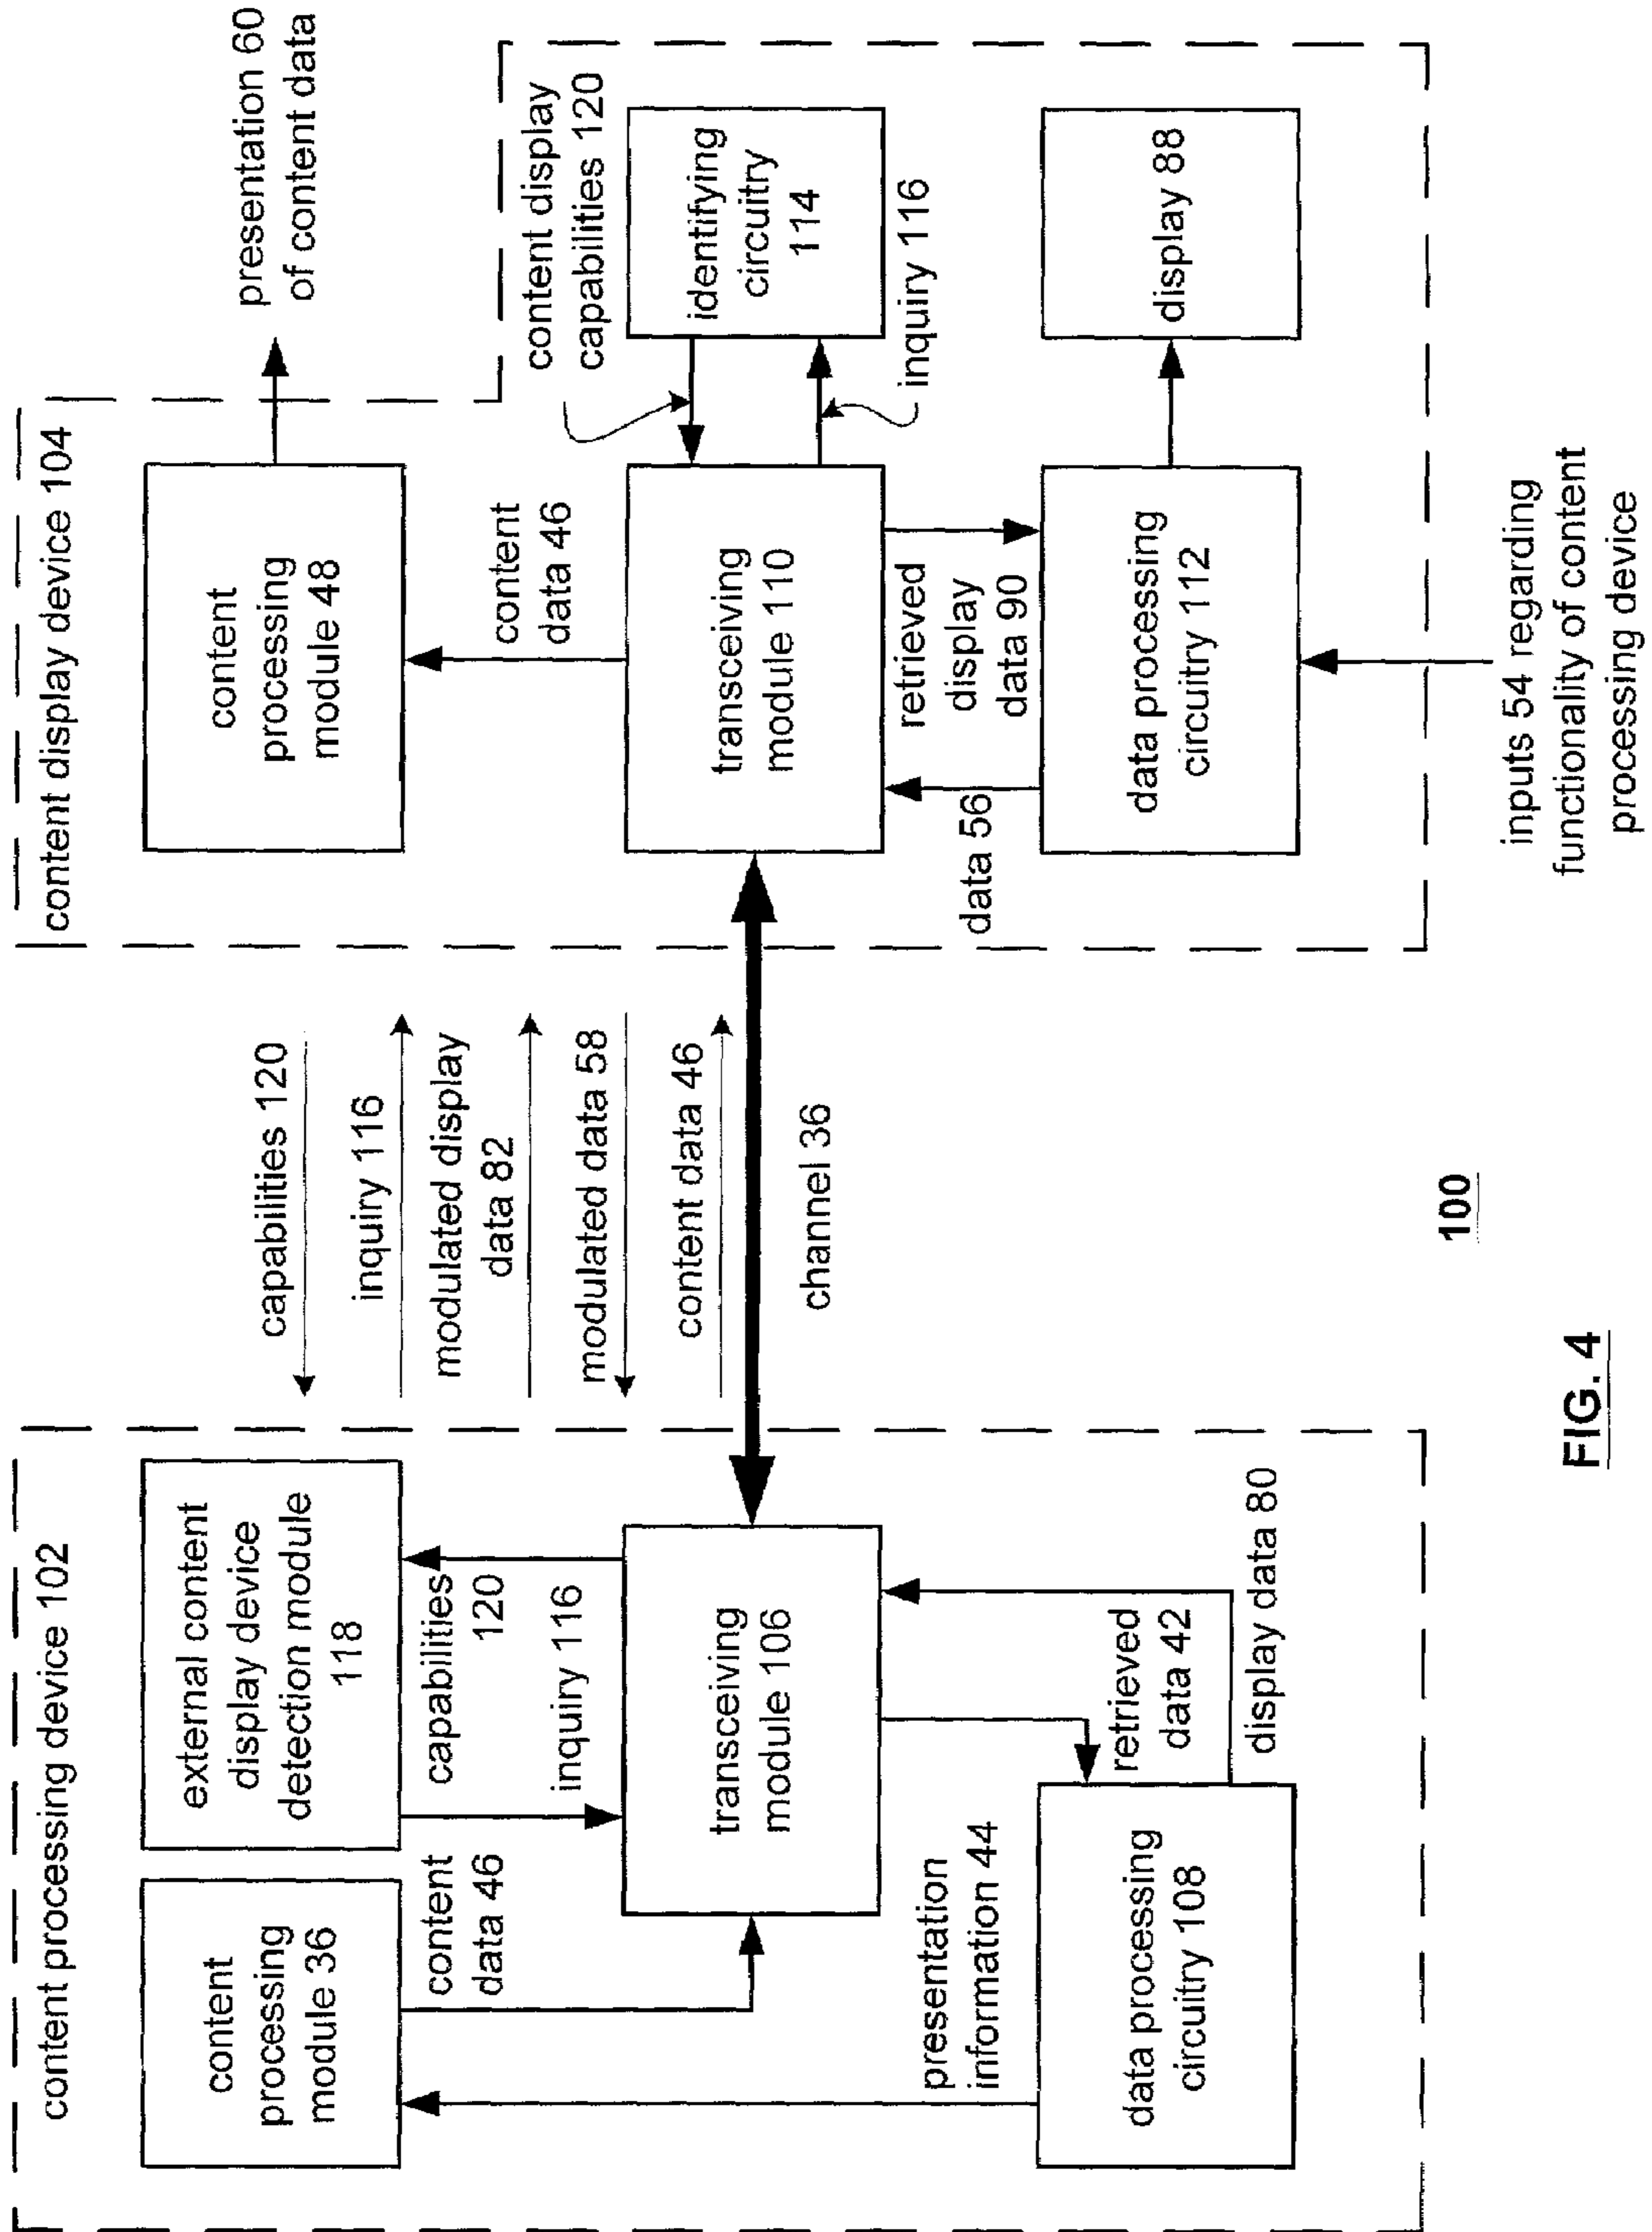 content processing device 102
content
processing
module 36
external content
display device
detection module
118
content
data 46
capabilities
120
inquiry 116
transceiving
module 106
presentation
information 44
retrieved
data 42
display data 80
data processing
circuitry 108
capabilities 120
inquiry 116
modulated display
data 82
modulated data 58
content data 46
channel 36
content display device 104
content
processing
module 48
presentation 60
of content data
content
data 46
content display
capabilities 120
transceiving
module 110
identifying
circuitry
114
inquiry 116
data 56
retrieved
display
data 90
data processing
circuitry 112
display 88
inputs 54 regarding
functionality of content
processing device
100
FIG. 4